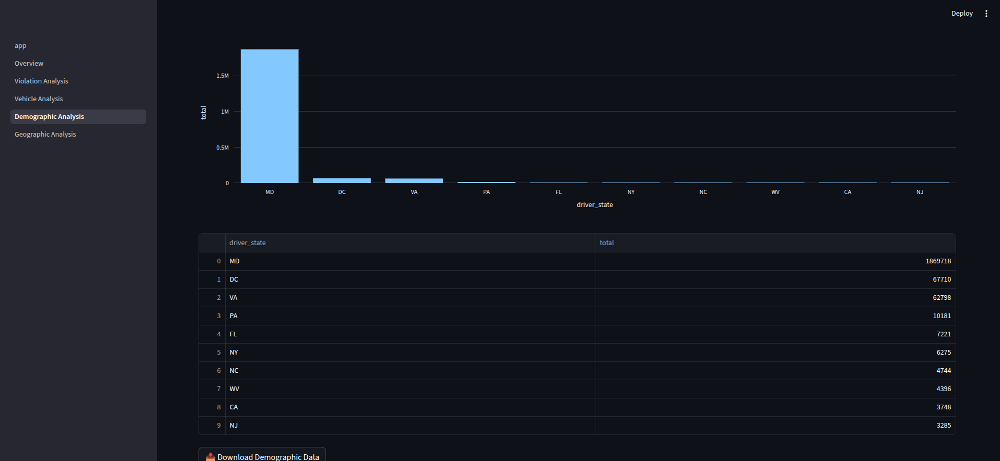 Deploy
app
Overview
Violation Analysis
Vehicle Analysis
Demographic Analysis
Geographic Analysis
1.5M
1M
0.5M
0
total
MD DC VA PA FL NY NC WV CA NJ
driver_state
driver_state total
0 MD 1869718
1 DC 67710
2 VA 62798
3 PA 10181
4 FL 7221
5 NY 6275
6 NC 4744
7 WV 4396
8 CA 3748
9 NJ 3285
Download Demographic Data